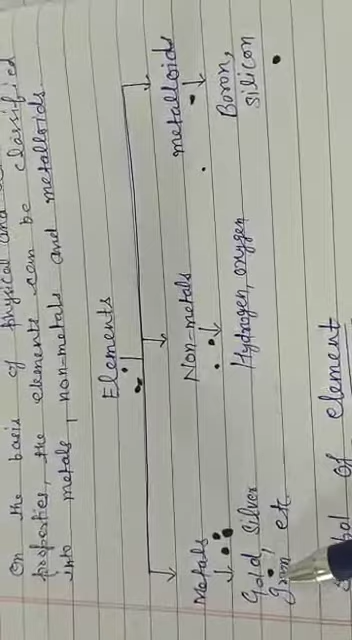 On the basis of physical and
properties, the elements can be classified
into metals, non-metals and metalloids
Elements
Metals Non-metals metalloids
Gold, Silver Hydrogen, oxygen Boron,
etc silicon
of element